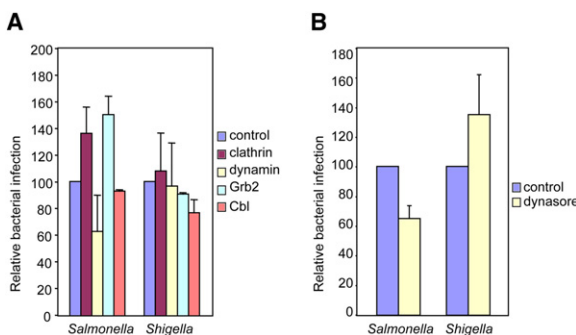 A
Relative bacterial infection
200
180
160
140
120
100
80
60
40
20
0
Salmonella Shigella
control
clathrin
dynamin
Grb2
Cbl
B
Relative bacterial infection
180
160
140
120
100
80
60
40
20
0
Salmonella Shigella
control
dynasore